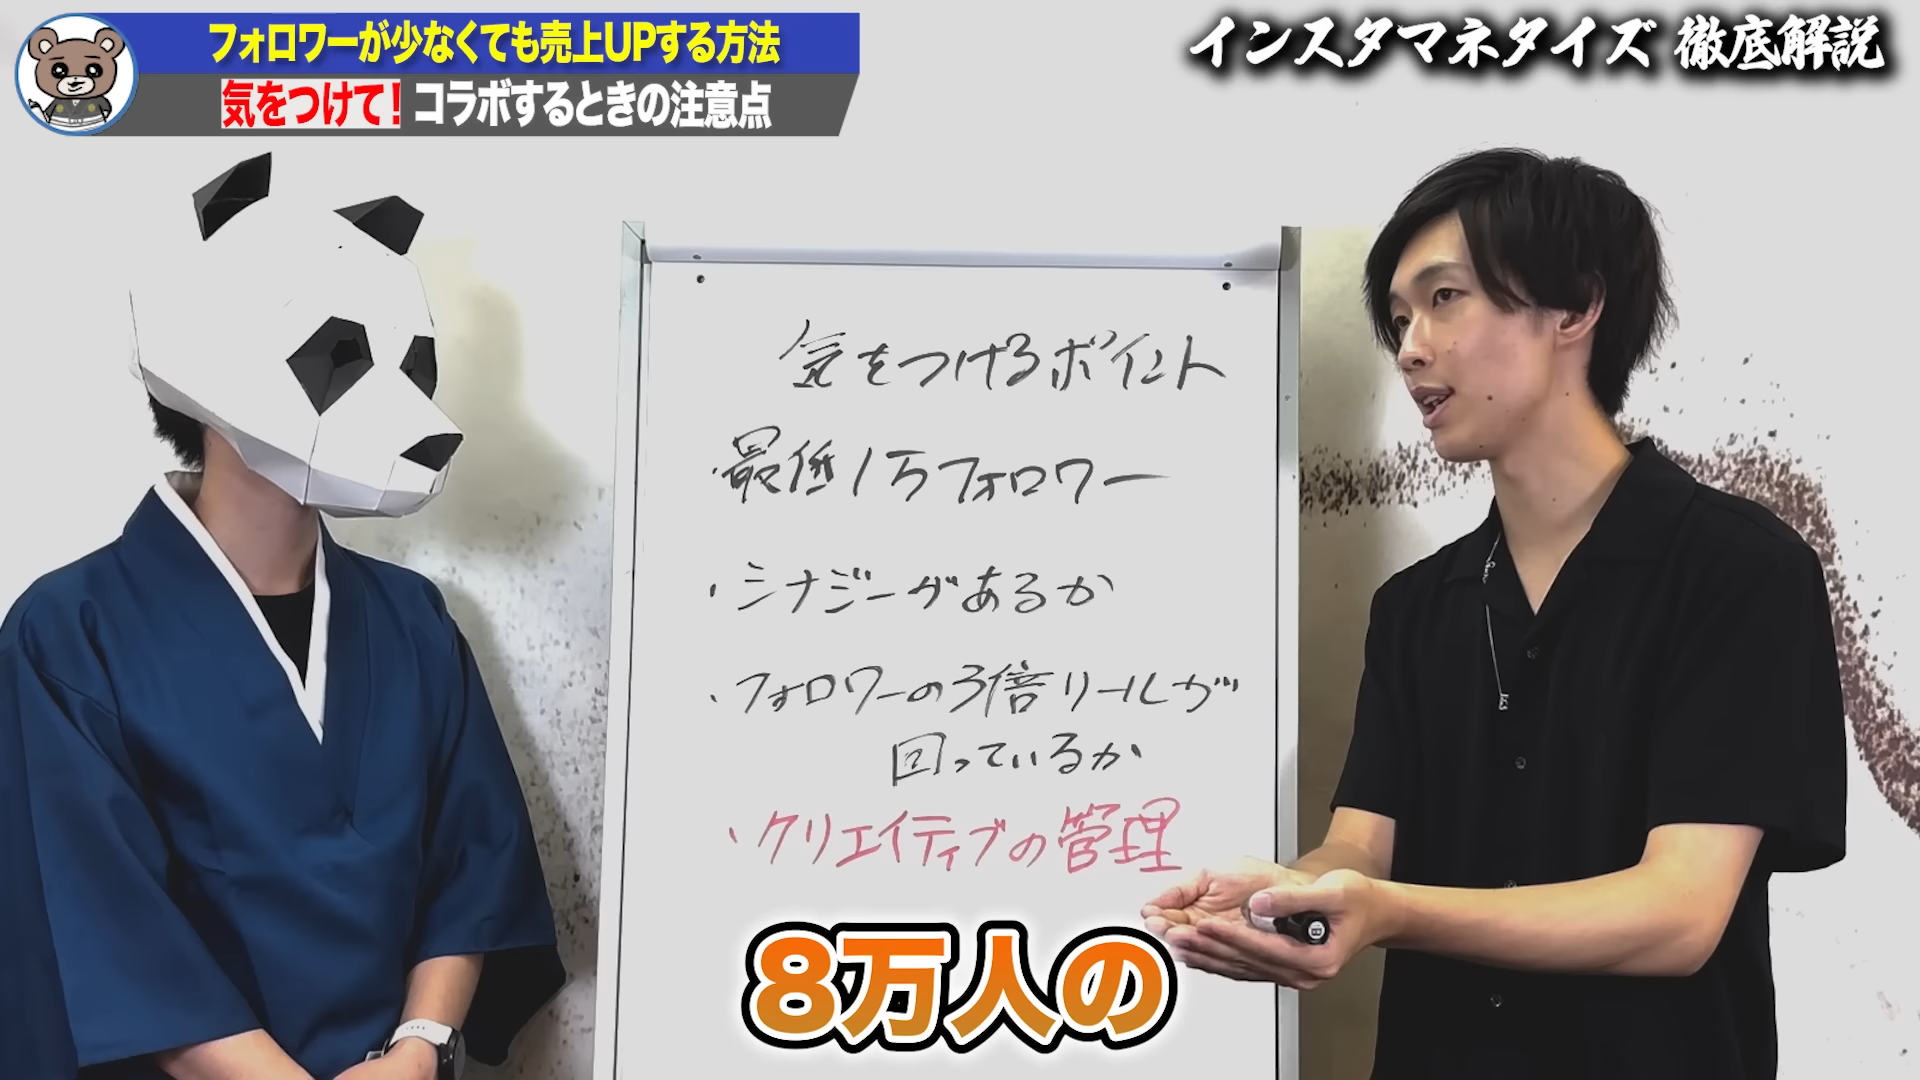 フォロワーが少なくても売上UPする方法
気をつけて!コラボするときの注意点
インスタマネタイズ 徹底解説
気をつけるポイント
・最低1万フォロワー
・シナジーがあるか
・フォロワーの3倍リールが
回っているか
・クリエイティブの管理
8万人の